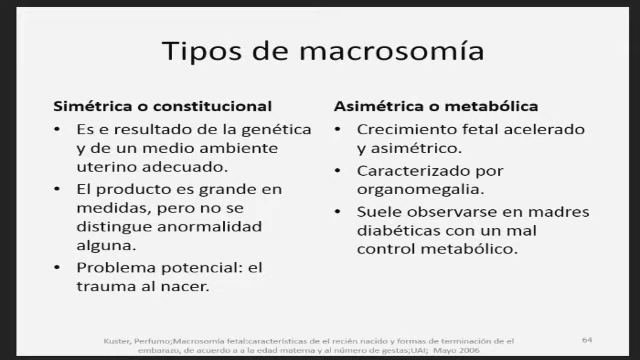 Tipos de macrosomía
Simétrica o constitucional
• Es e resultado de la genética
y de un medio ambiente
uterino adecuado.
• El producto es grande en
medidas, pero no se
distingue anormalidad
alguna.
• Problema potencial: el
trauma al nacer.
Asimétrica o metabólica
• Crecimiento fetal acelerado
y asimétrico.
• Caracterizado por
organomegalia.
• Suele observarse en madres
diabéticas con un mal
control metabólico.
Kuster, Perfumo;Macrosomía fetal:características de el recién nacido y formas de terminación de el
embarazo, de acuerdo a a la edad materna y al número de gestas;UAI; Mayo 2006
64